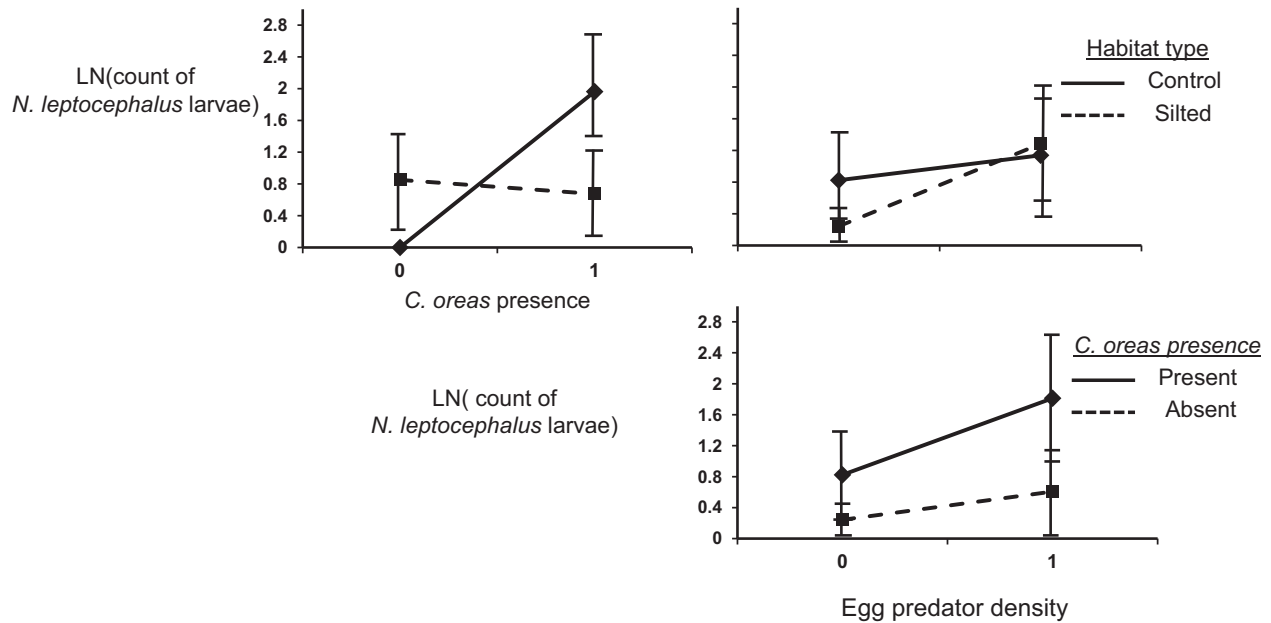 2.8
2.4
2
1.6
1.2
0.8
0.4
0
LN(count of
N. leptocephalus larvae)
0 1
C. oreas presence
Habitat type
Control
Silted
2.8
2.4
2
1.6
1.2
0.8
0.4
0
LN( count of
N. leptocephalus larvae)
C. oreas presence
Present
Absent
0 1
Egg predator density